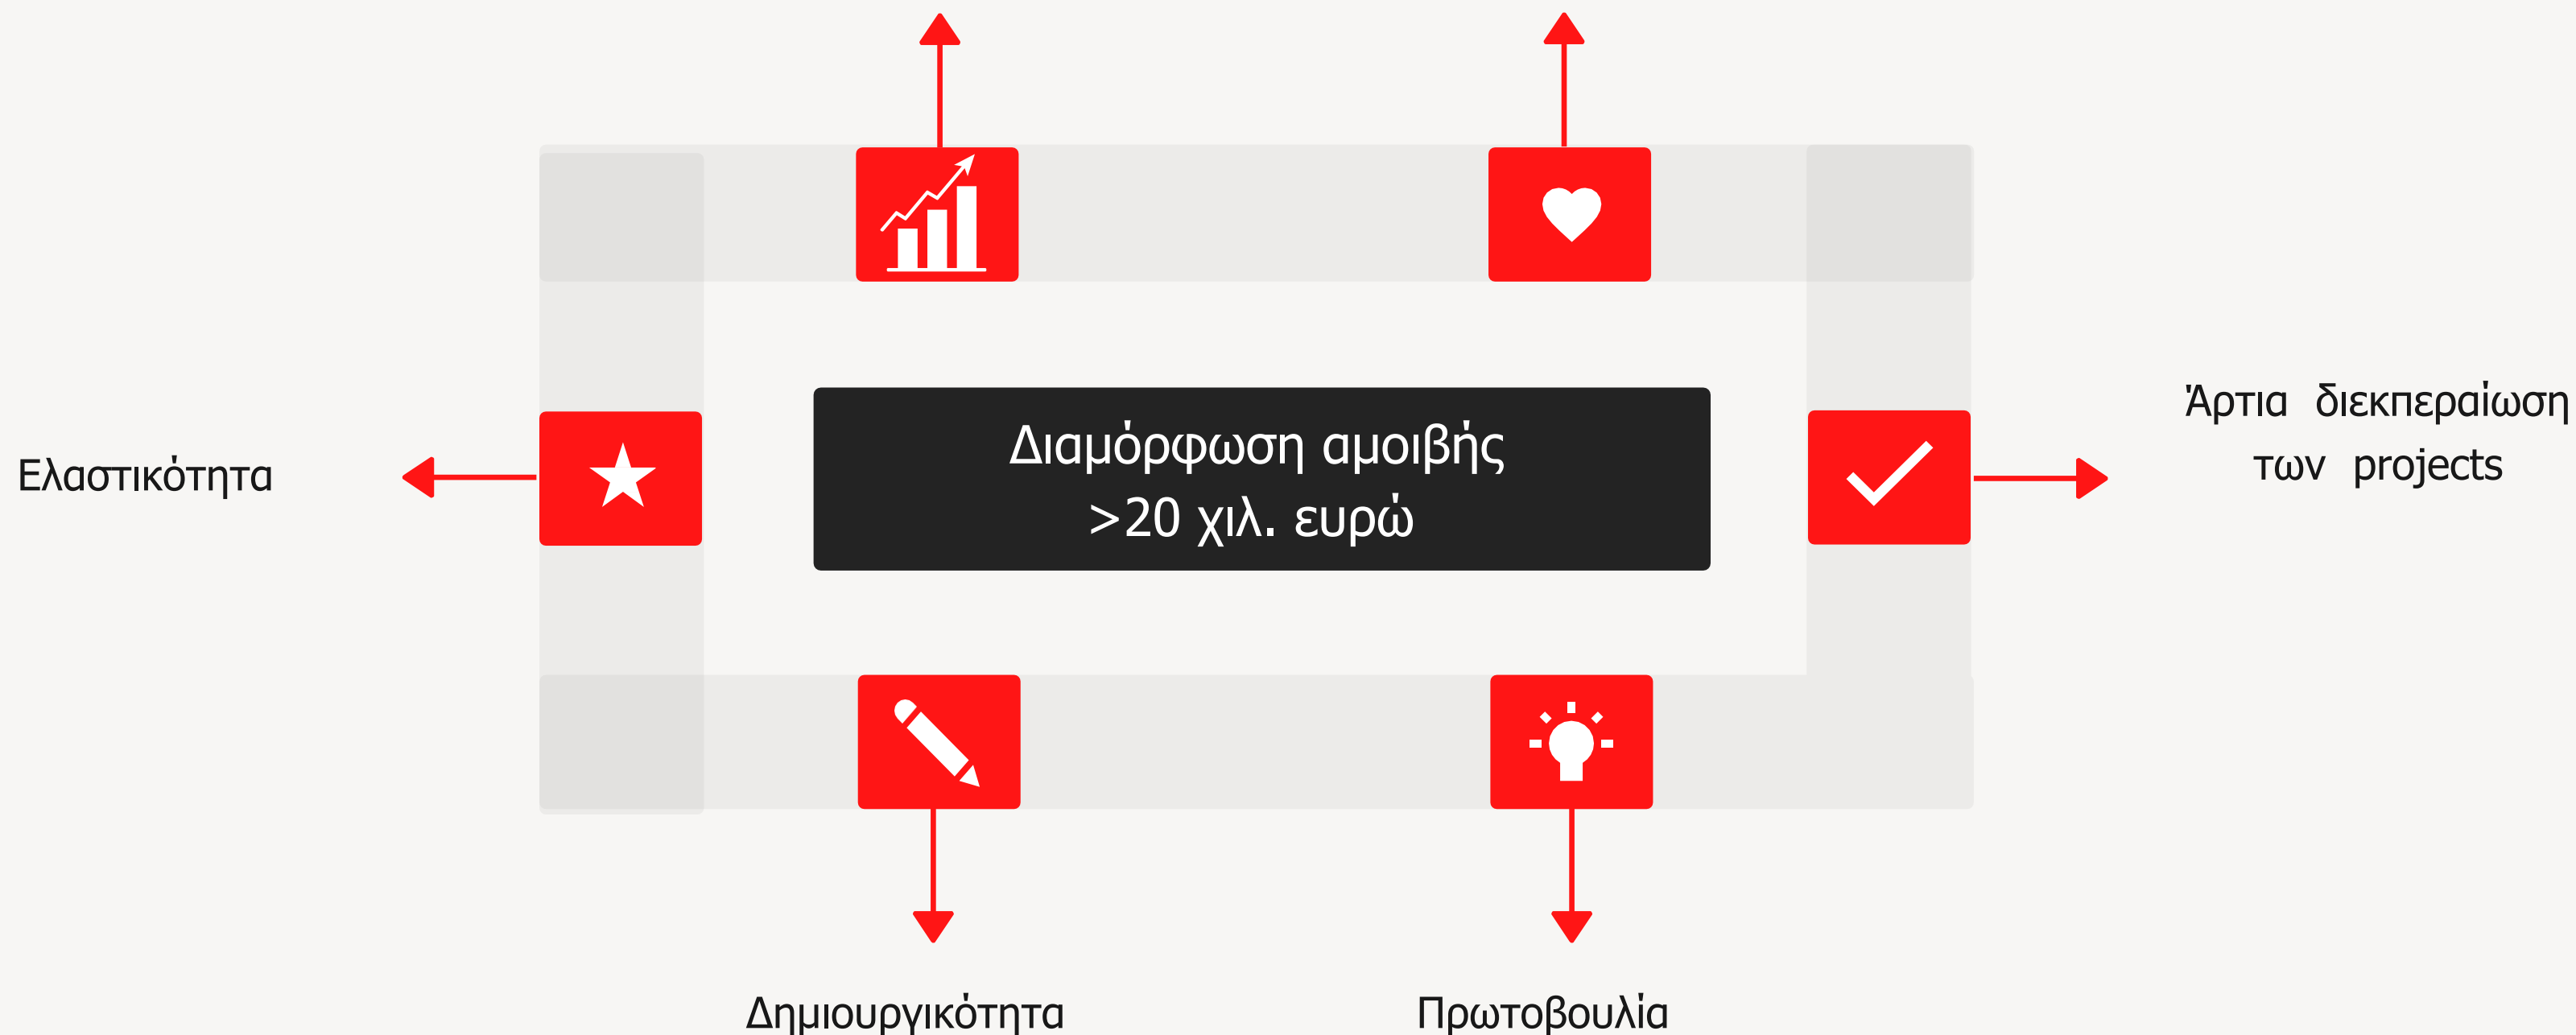 Διαμόρφωση αμοιβής
>20 χιλ. ευρώ
Ελαστικότητα
Άρτια διεκπεραίωση
των projects
Δημιουργικότητα
Πρωτοβουλία